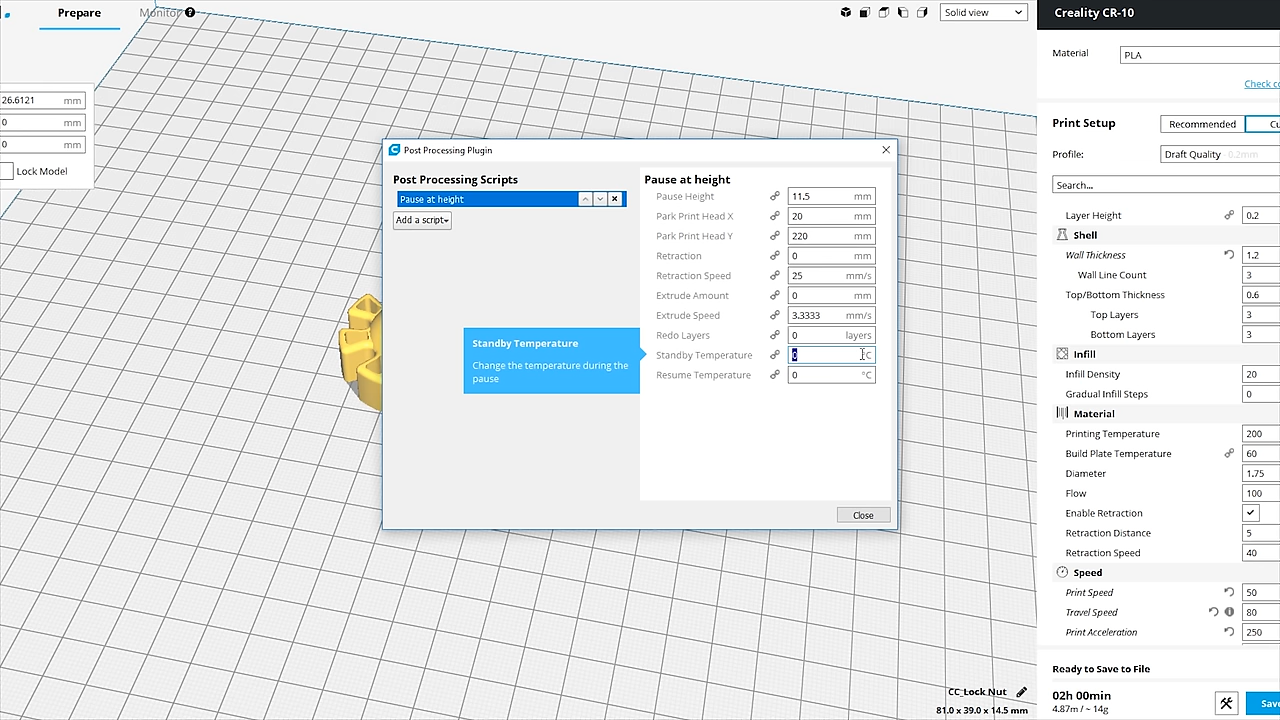 Prepare
Monitor
Solid view
Creality CR-10
Material
PLA
Check co
26.6121 mm
0 mm
0 mm
Lock Model
Print Setup
Recommended
Cu
Profile:
Draft Quality - 0.2mm
Search...
Post Processing Plugin
Post Processing Scripts
Pause at height
Add a script
Pause at height
Pause Height 11.5 mm
Park Print Head X 20 mm
Park Print Head Y 220 mm
Retraction 0 mm
Retraction Speed 25 mm/s
Extrude Amount 0 mm
Extrude Speed 3.3333 mm/s
Redo Layers 0 layers
Standby Temperature 0 °C
Resume Temperature 0 °C
Standby Temperature
Change the temperature during the
pause
Close
Layer Height 0.2
Shell
Wall Thickness 1.2
Wall Line Count 3
Top/Bottom Thickness 0.6
Top Layers 3
Bottom Layers 3
Infill
Infill Density 20
Gradual Infill Steps 0
Material
Printing Temperature 200
Build Plate Temperature 60
Diameter 1.75
Flow 100
Enable Retraction
Retraction Distance 5
Retraction Speed 40
Speed
Print Speed 50
Travel Speed 80
Print Acceleration 250
CC_Lock Nut
81.0 x 39.0 x 14.5 mm
Ready to Save to File
02h 00min
4.87m / ~ 14g
Sav